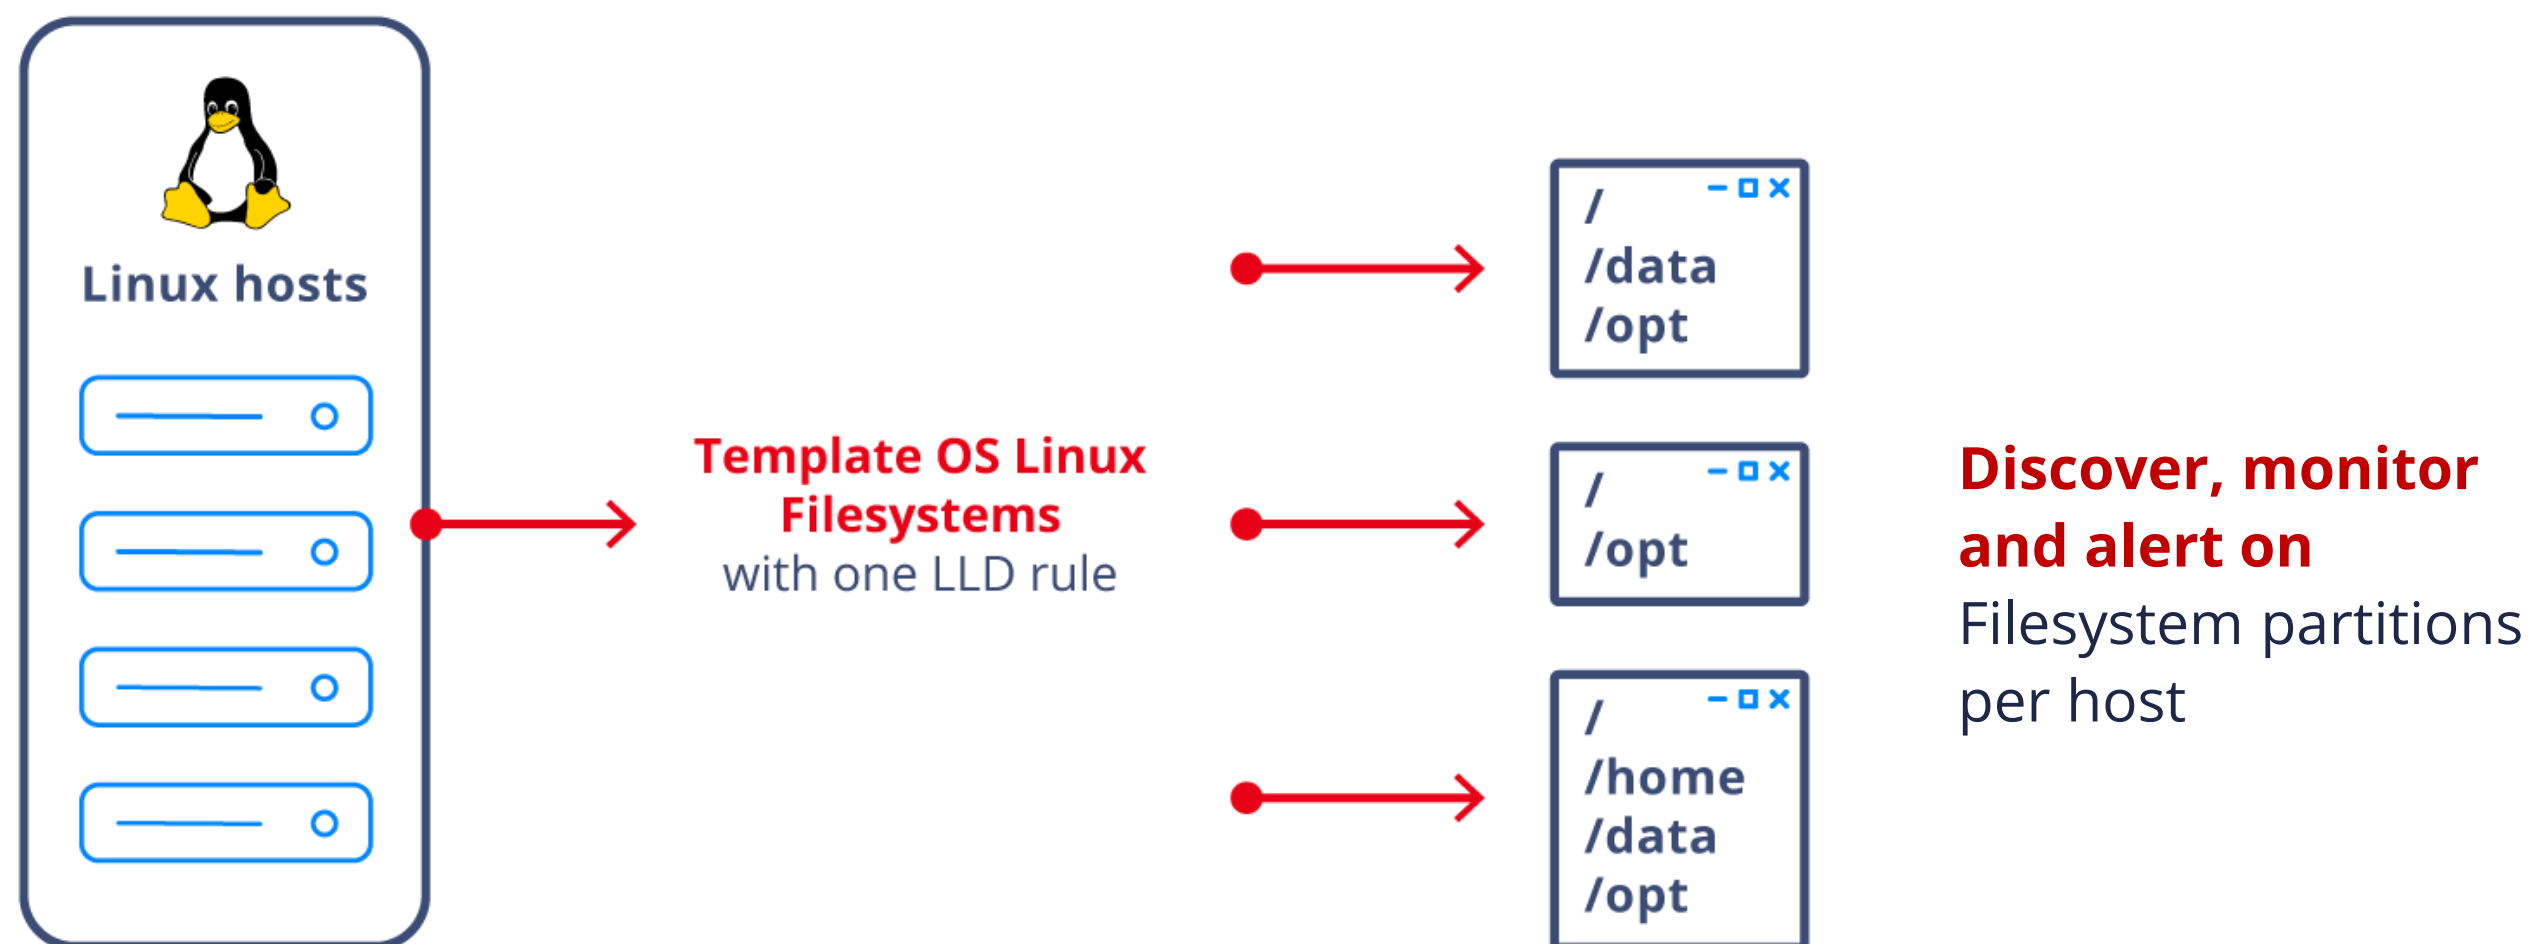 Linux hosts
Template OS Linux
Filesystems
with one LLD rule
/
/data
/opt
/
/opt
/
/home
/data
/opt
Discover, monitor
and alert on
Filesystem partitions
per host